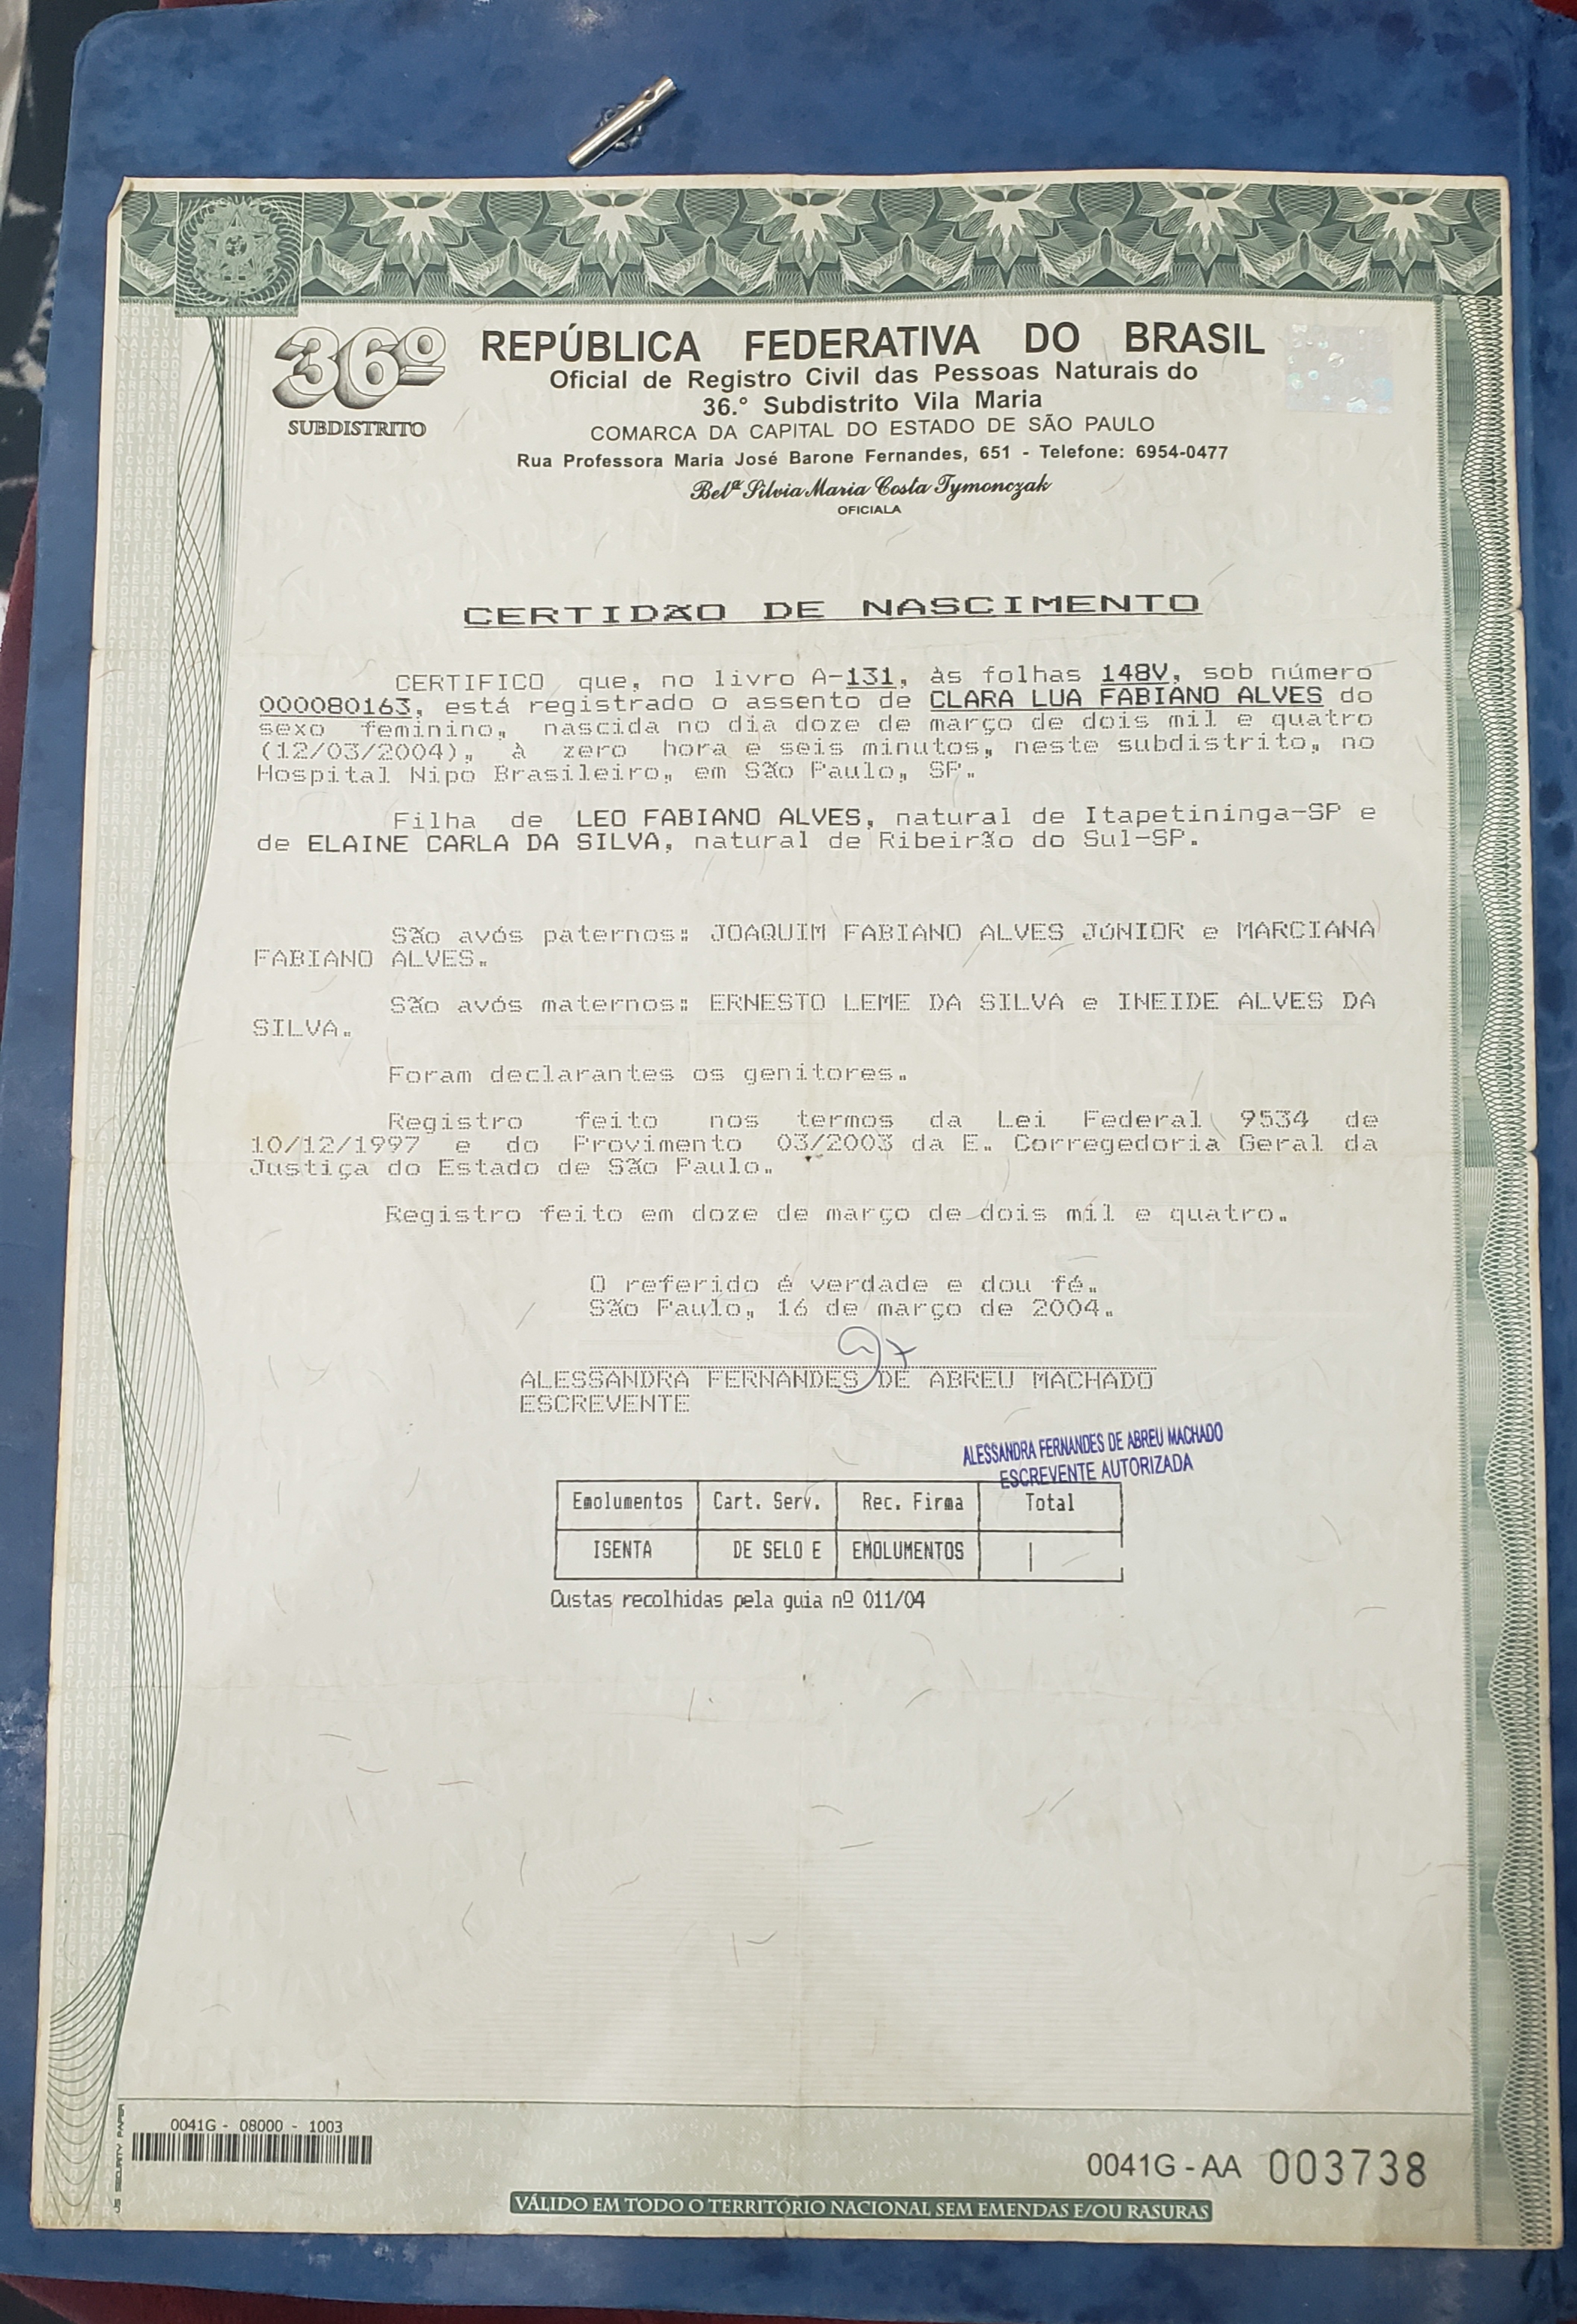 36º
SUBDISTRITO
REPÚBLICA FEDERATIVA DO BRASIL
Oficial de Registro Civil das Pessoas Naturais do
36.º Subdistrito Vila Maria
COMARCA DA CAPITAL DO ESTADO DE SÃO PAULO
Rua Professora Maria José Barone Fernandes, 651 - Telefone: 6954-0477
Belª Silvia Maria Costa Tymonczak
OFICIALA
CERTIDÃO DE NASCIMENTO
CERTIFICO que, no livro A-131, às folhas 148V, sob número
000080163, está registrado o assento de CLARA LUA FABIANO ALVES do
sexo feminino, nascida no dia doze de março de dois mil e quatro
(12/03/2004), à zero hora e seis minutos, neste subdistrito, no
Hospital Nipo Brasileiro, em São Paulo, SP.
Filha de LEO FABIANO ALVES, natural de Itapetininga-SP e
de ELAINE CARLA DA SILVA, natural de Ribeirão do Sul-SP.
São avós paternos: JOAQUIM FABIANO ALVES JÚNIOR e MARCIANA
FABIANO ALVES.
São avós maternos: ERNESTO LEME DA SILVA e INEIDE ALVES DA
SILVA.
Foram declarantes os genitores.
Registro feito nos termos da Lei Federal 9534 de
10/12/1997 e do Provimento 03/2003 da E. Corregedoria Geral da
Justiça do Estado de São Paulo.
Registro feito em doze de março de dois mil e quatro.
O referido é verdade e dou fé.
São Paulo, 16 de março de 2004.
ALESSANDRA FERNANDES DE ABREU MACHADO
ESCREVENTE
ALESSANDRA FERNANDES DE ABREU MACHADO
ESCREVENTE AUTORIZADA
Emolumentos Cart. Serv. Rec. Firma Total
ISENTA DE SELO E EMOLUMENTOS
Custas recolhidas pela guia nº 011/04
0041G - 08000 - 1003
JS SECURITY PAPER
0041G - AA 003738
VÁLIDO EM TODO O TERRITÓRIO NACIONAL SEM EMENDAS E/OU RASURAS